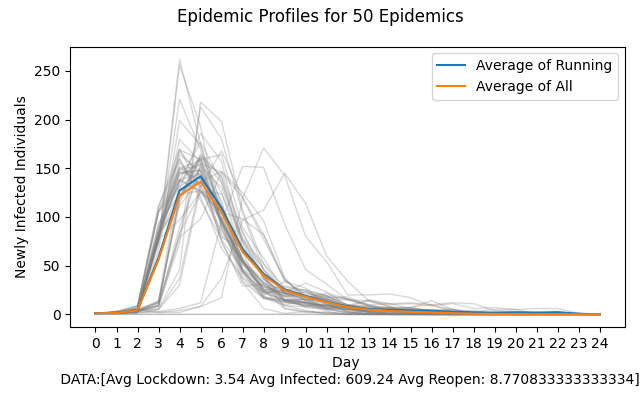 Epidemic Profiles for 50 Epidemics
Newly Infected Individuals
250
200
150
100
50
0
Average of Running
Average of All
0 1 2 3 4 5 6 7 8 9 10 11 12 13 14 15 16 17 18 19 20 21 22 23 24
Day
DATA:[Avg Lockdown: 3.54 Avg Infected: 609.24 Avg Reopen: 8.770833333333334]